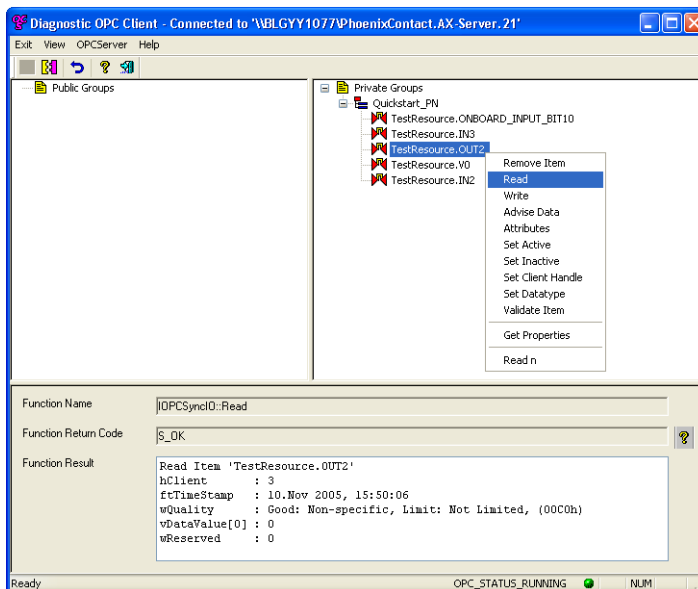 Diagnostic OPC Client - Connected to '\\BLGYY1077\PhoenixContact.AX-Server.21'
Exit View OPCServer Help
Public Groups
Private Groups
Quickstart_PN
TestResource.ONBOARD_INPUT_BIT10
TestResource.IN3
TestResource.OUT2
TestResource.V0
TestResource.IN2
Remove Item
Read
Write
Advise Data
Attributes
Set Active
Set Inactive
Set Client Handle
Set Datatype
Validate Item
Get Properties
Read n
Function Name
IOPCSyncIO::Read
Function Return Code
S_OK
Function Result
Read Item 'TestResource.OUT2'
hClient : 3
ftTimeStamp : 10.Nov 2005, 15:50:06
wQuality : Good: Non-specific, Limit: Not Limited, (00C0h)
vDataValue[0] : 0
wReserved : 0
Ready OPC_STATUS_RUNNING NUM